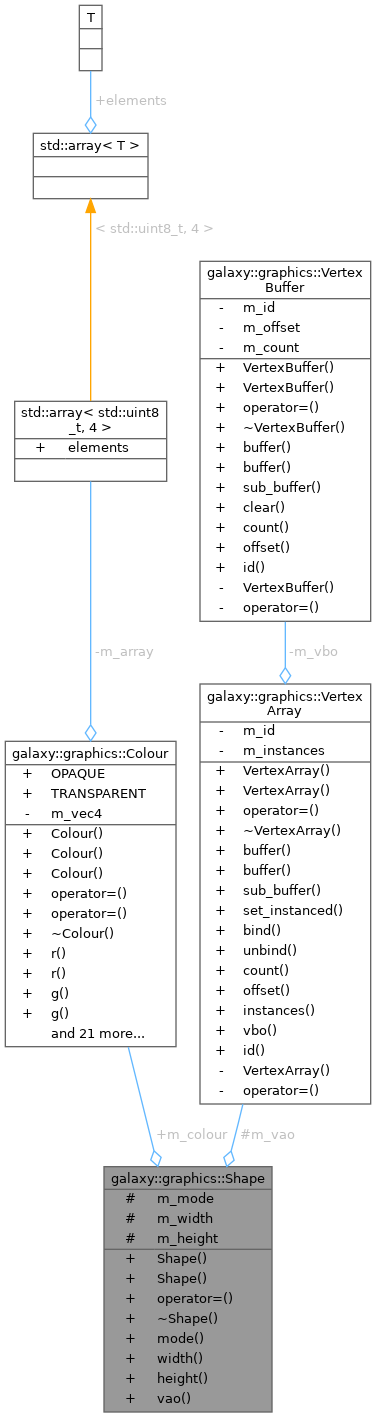 T
+elements
std::array< T >
< std::uint8_t, 4 >
galaxy::graphics::Vertex
Buffer
- m_id
- m_offset
- m_count
+ VertexBuffer()
+ VertexBuffer()
+ operator=()
+ ~VertexBuffer()
+ buffer()
+ buffer()
+ sub_buffer()
+ clear()
+ count()
+ offset()
+ id()
- VertexBuffer()
- operator=()
std::array< std::uint8
_t, 4 >
+ elements
-m_array
-m_vbo
galaxy::graphics::Vertex
Array
- m_id
- m_instances
+ VertexArray()
+ VertexArray()
+ operator=()
+ ~VertexArray()
+ buffer()
+ buffer()
+ sub_buffer()
+ set_instanced()
+ bind()
+ unbind()
+ count()
+ offset()
+ instances()
+ vbo()
+ id()
- VertexArray()
- operator=()
galaxy::graphics::Colour
+ OPAQUE
+ TRANSPARENT
- m_vec4
+ Colour()
+ Colour()
+ Colour()
+ operator=()
+ operator=()
+ ~Colour()
+ r()
+ r()
+ g()
+ g()
and 21 more...
+m_colour
#m_vao
galaxy::graphics::Shape
# m_mode
# m_width
# m_height
+ Shape()
+ Shape()
+ operator=()
+ ~Shape()
+ mode()
+ width()
+ height()
+ vao()